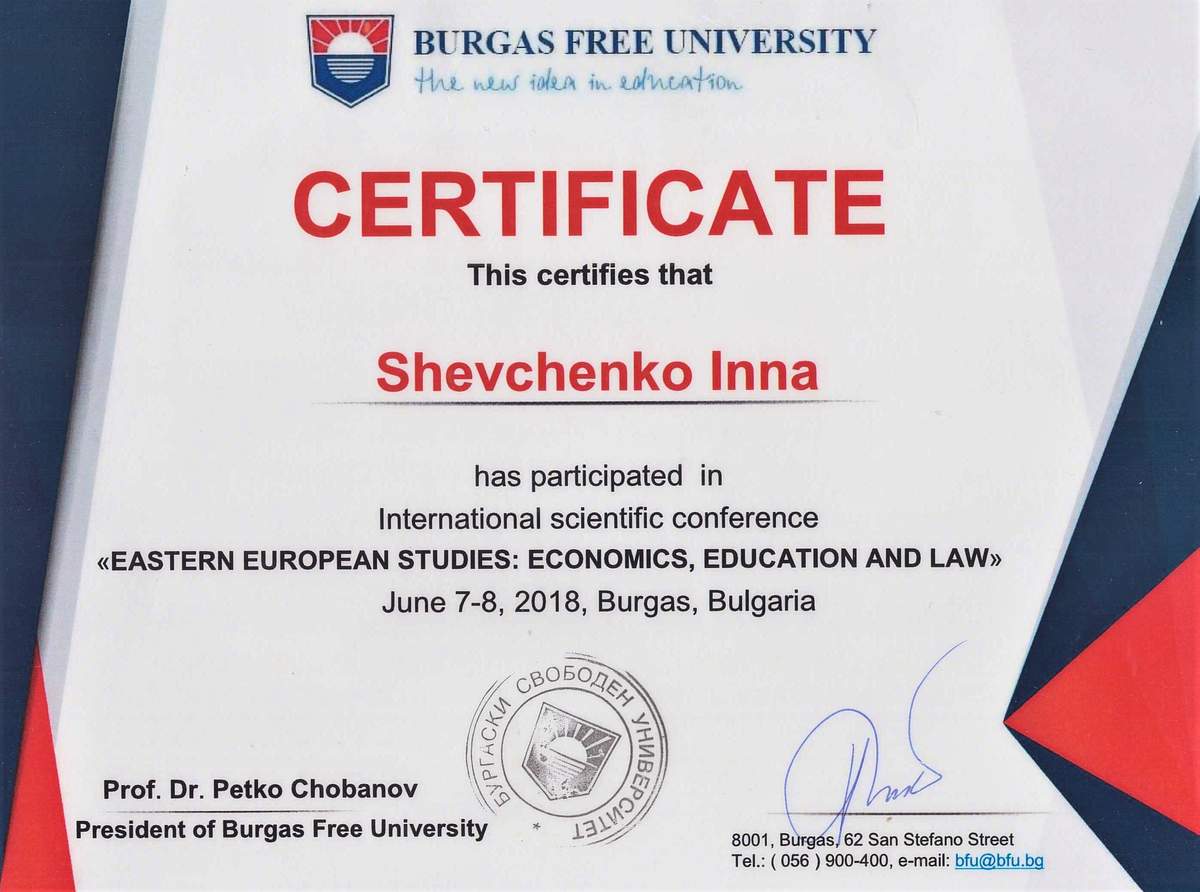 BURGAS FREE UNIVERSITY
the new idea in education
CERTIFICATE
This certifies that
Shevchenko Inna
has participated in
International scientific conference
«EASTERN EUROPEAN STUDIES: ECONOMICS, EDUCATION AND LAW»
June 7-8, 2018, Burgas, Bulgaria
БУРГАСКИ СВОБОДЕН УНИВЕРСИТЕТ *
Prof. Dr. Petko Chobanov
President of Burgas Free University
8001, Burgas, 62 San Stefano Street
Tel.: ( 056 ) 900-400, e-mail: bfu@bfu.bg